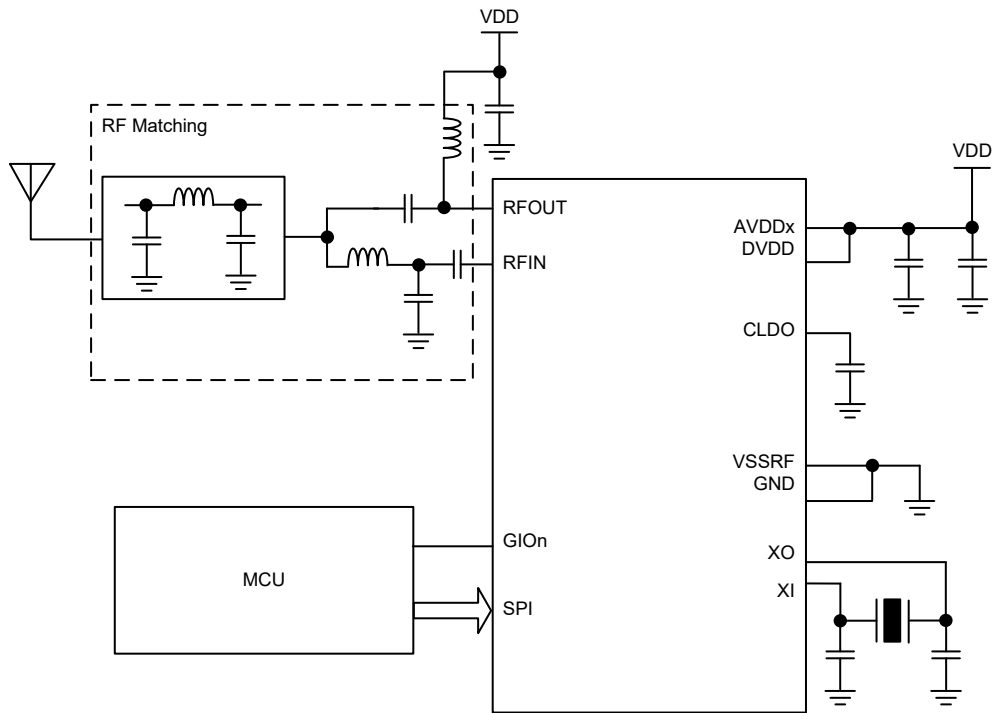 VDD
RF Matching
VDD
RFOUT
AVDDx
DVDD
RFIN
CLDO
VSSRF
GND
GIOn
XO
MCU
XI
SPI